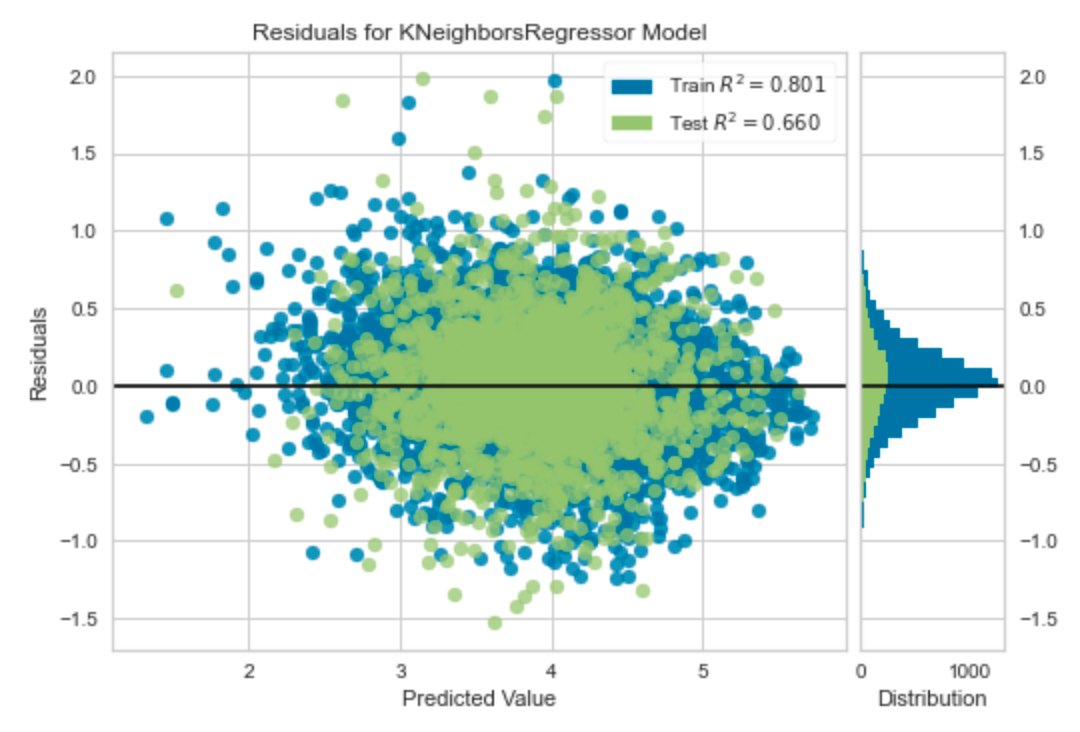 Residuals for KNeighborsRegressor Model
Train R² = 0.801
Test R² = 0.660
2.0
1.5
1.0
0.5
0.0
−0.5
−1.0
−1.5
Residuals
2 3 4 5
Predicted Value
2.0
1.5
1.0
0.5
0.0
−0.5
−1.0
−1.5
0 1000
Distribution